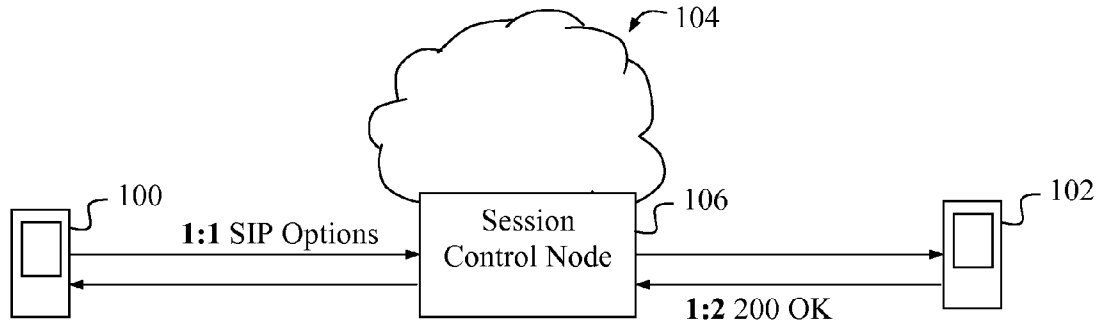 104
100
102
106
Session
Control Node
1:1 SIP Options
1:2 200 OK